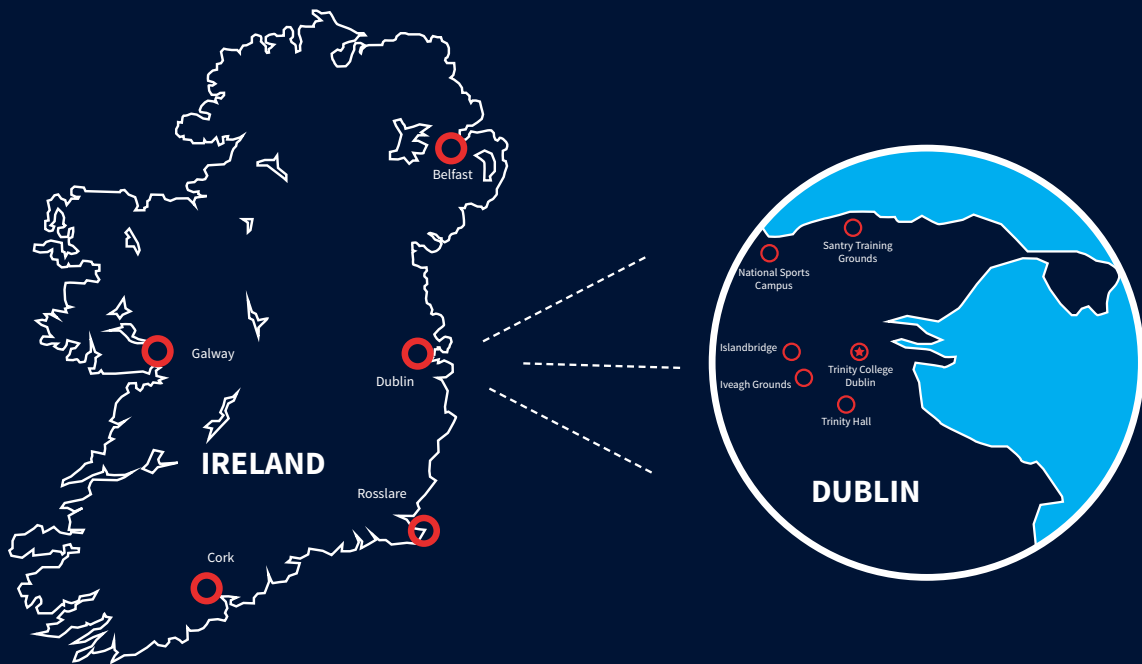 Belfast
Galway
Dublin
IRELAND
Rosslare
Cork
Santry Training
Grounds
National Sports
Campus
Islandbridge
Trinity College
Dublin
Iveagh Grounds
Trinity Hall
DUBLIN